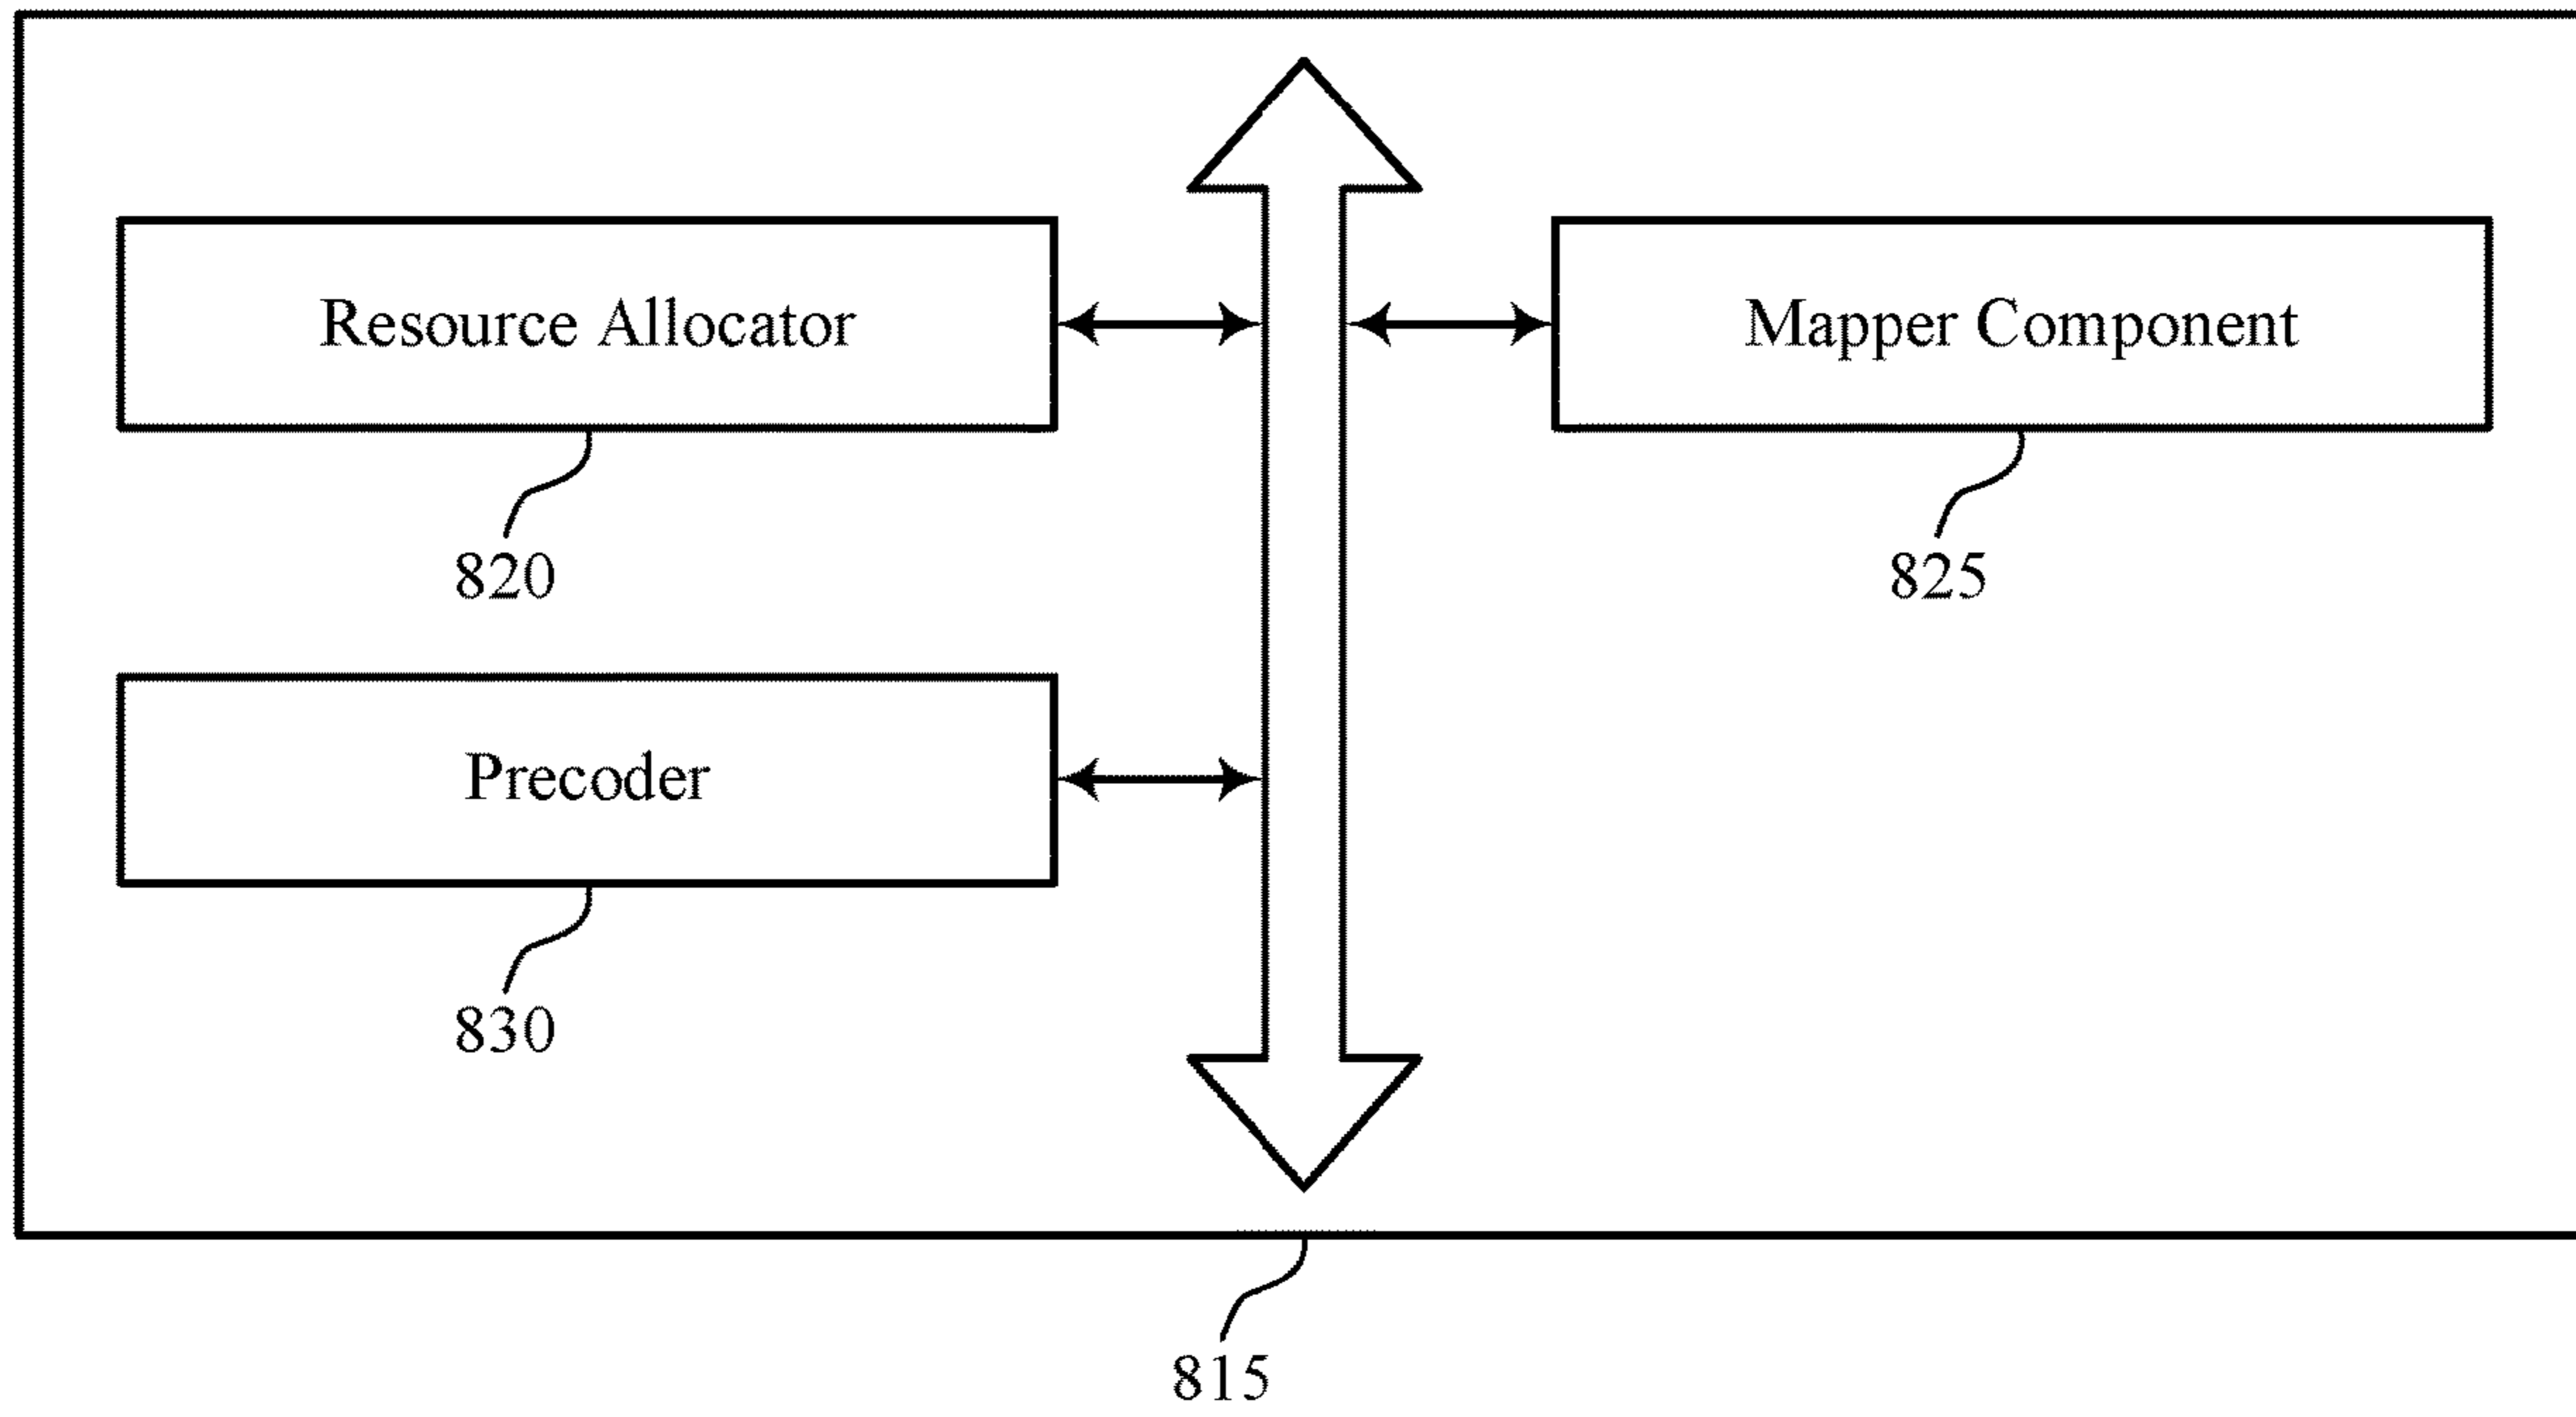 Resource Allocator
Mapper Component
820
825
Precoder
830
815